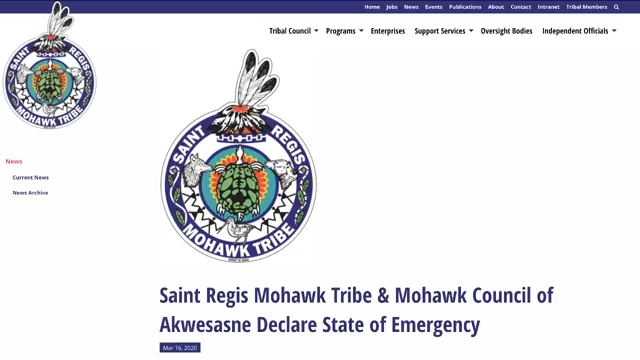 Home Jobs News Events Publications About Contact Intranet Tribal Members
Tribal Council Programs Enterprises Support Services Oversight Bodies Independent Officials
SAINT REGIS
MOHAWK TRIBE
SAINT REGIS
MOHAWK TRIBE
News
Current News
News Archive
Saint Regis Mohawk Tribe & Mohawk Council of
Akwesasne Declare State of Emergency
Mar 16, 2020